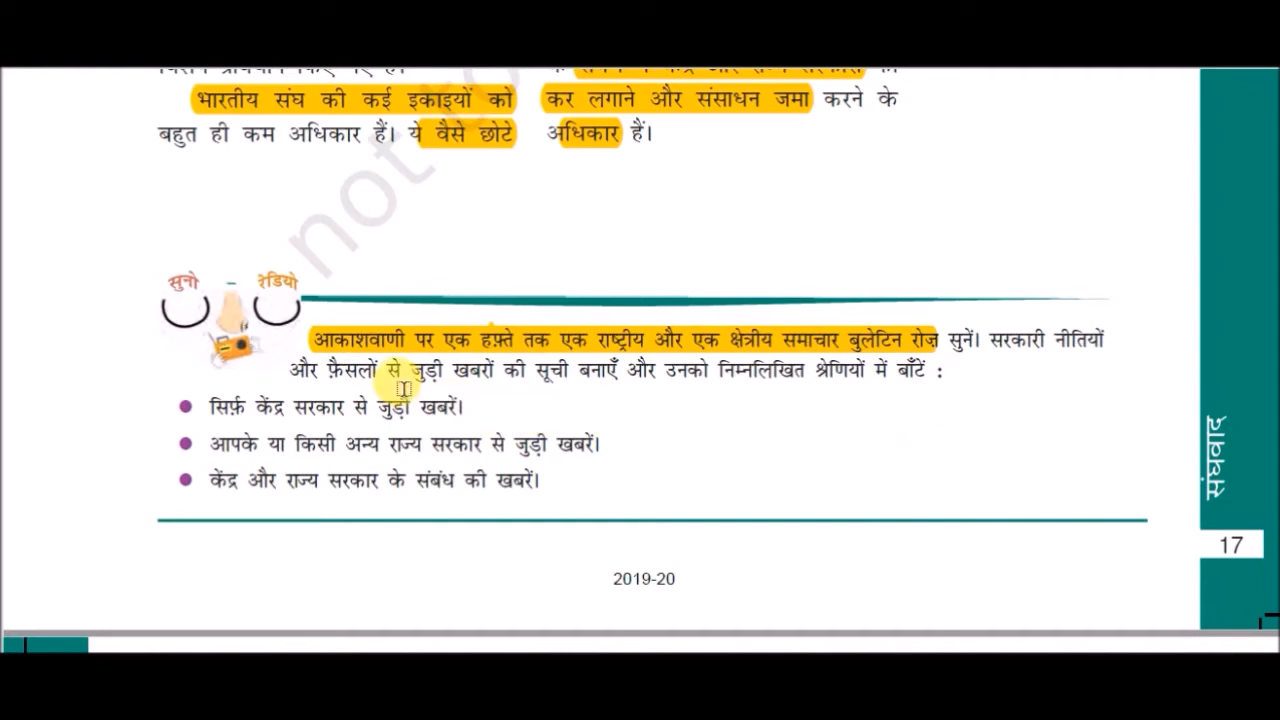 भारतीय संघ की कई इकाइयों को
बहुत ही कम अधिकार हैं। ये वैसे छोटे
कर लगाने और संसाधन जमा करने के
अधिकार हैं।
not to
सुनो - रेडियो
आकाशवाणी पर एक हफ़्ते तक एक राष्ट्रीय और एक क्षेत्रीय समाचार बुलेटिन रोज़ सुनें। सरकारी नीतियों
और फ़ैसलों से जुड़ी खबरों की सूची बनाएँ और उनको निम्नलिखित श्रेणियों में बाँटें :
● सिर्फ़ केंद्र सरकार से जुड़ी खबरें।
● आपके या किसी अन्य राज्य सरकार से जुड़ी खबरें।
● केंद्र और राज्य सरकार के संबंध की खबरें।
संघवाद
17
2019-20